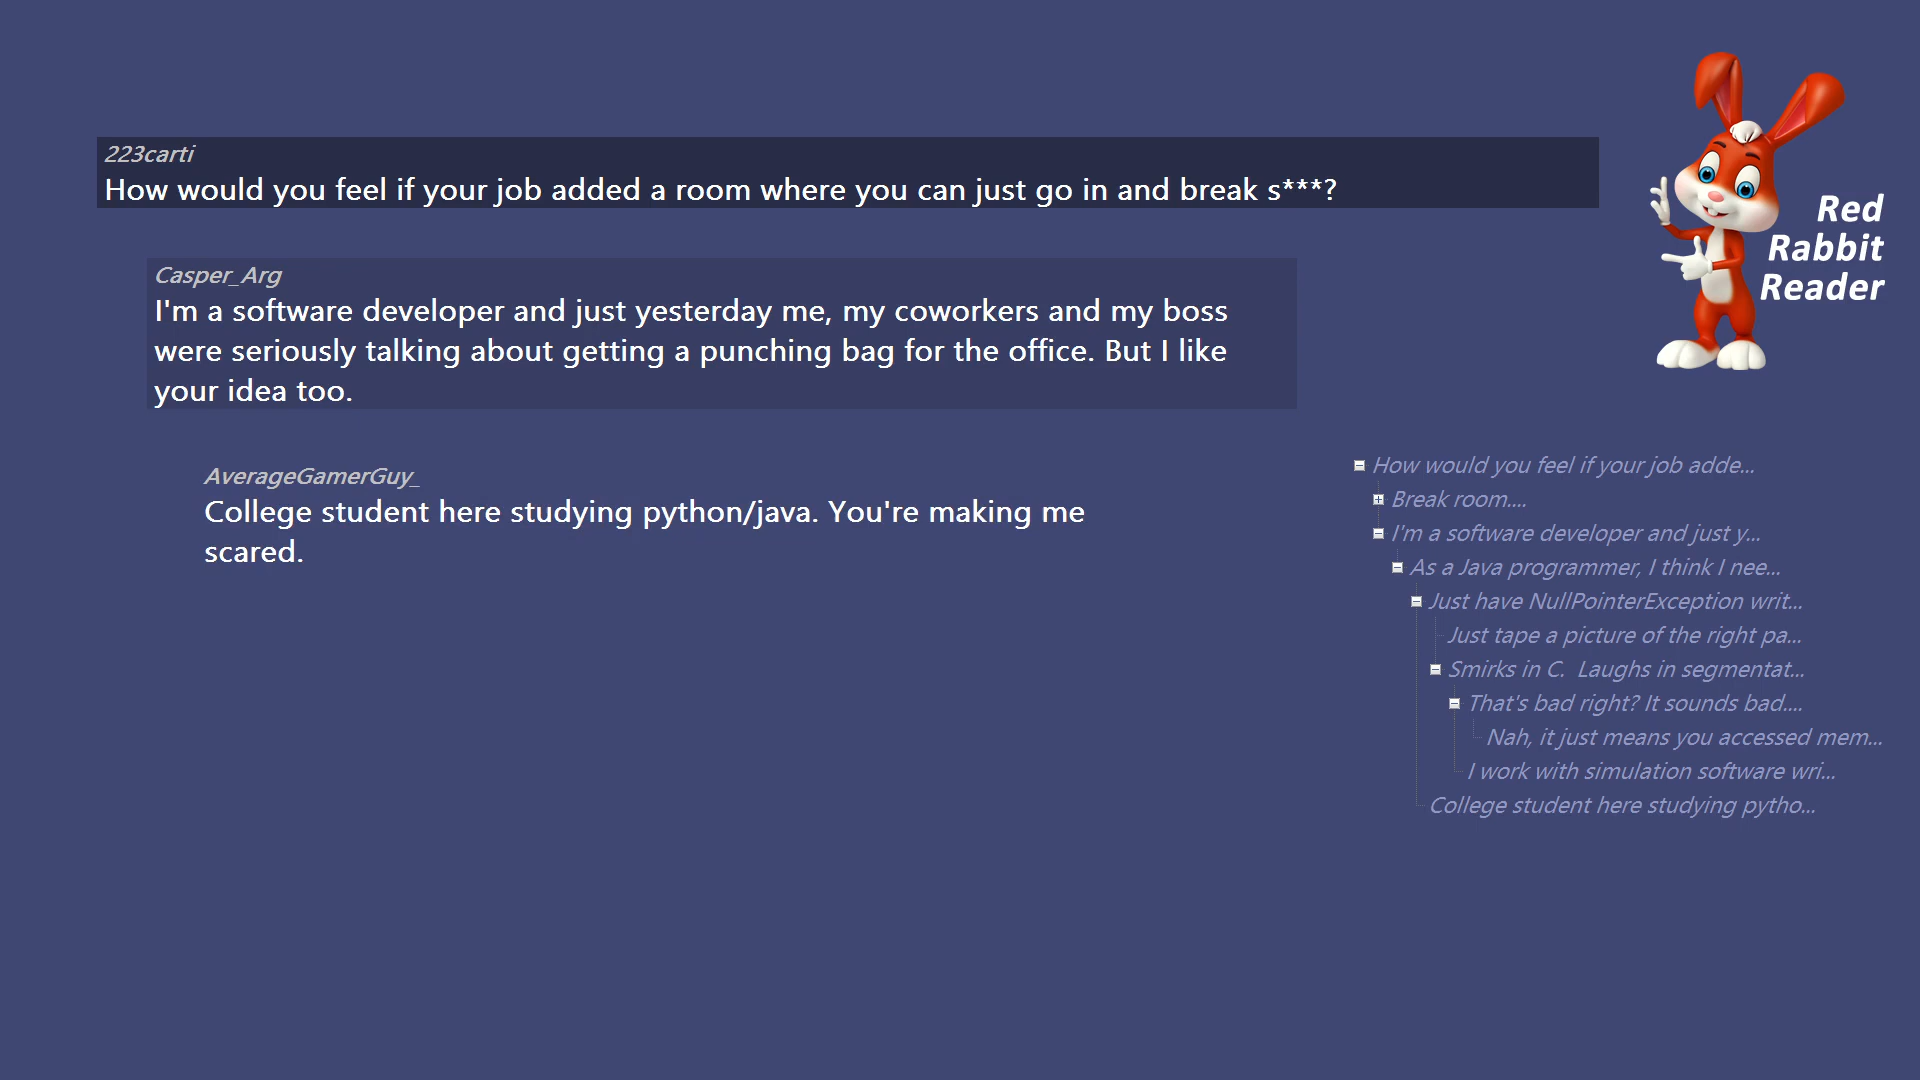 223carti
How would you feel if your job added a room where you can just go in and break s***?
Casper_Arg
I'm a software developer and just yesterday me, my coworkers and my boss
were seriously talking about getting a punching bag for the office. But I like
your idea too.
AverageGamerGuy_
College student here studying python/java. You're making me
scared.
Red
Rabbit
Reader
How would you feel if your job adde...
Break room....
I'm a software developer and just y...
As a Java programmer, I think I nee...
Just have NullPointerException writ...
Just tape a picture of the right pa...
Smirks in C.  Laughs in segmentat...
That's bad right? It sounds bad....
Nah, it just means you accessed mem...
I work with simulation software wri...
College student here studying pytho...